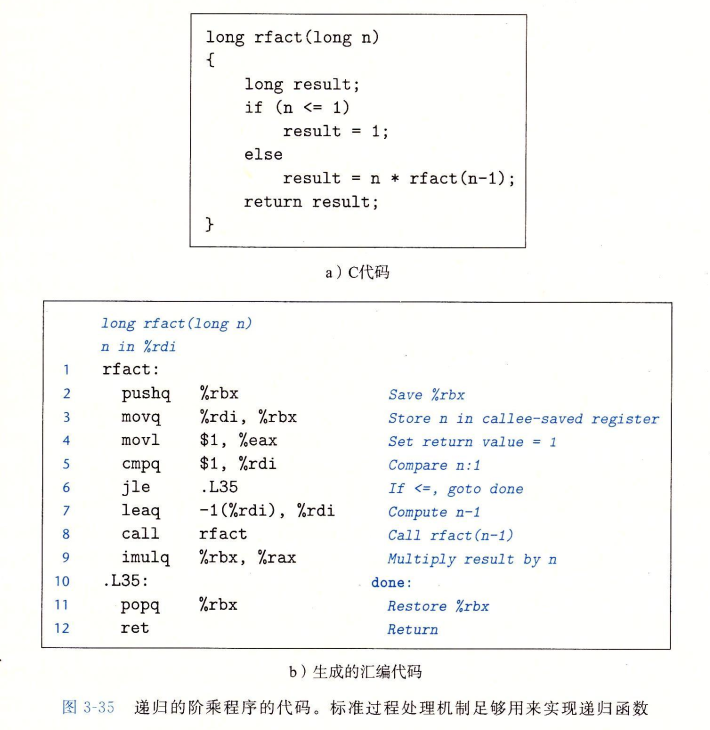 long rfact(long n)
{
    long result;
    if (n <= 1)
        result = 1;
    else
        result = n * rfact(n-1);
    return result;
}
a）C代码
long rfact(long n)
n in %rdi
1 rfact:
2 pushq %rbx Save %rbx
3 movq %rdi, %rbx Store n in callee-saved register
4 movl $1, %eax Set return value = 1
5 cmpq $1, %rdi Compare n:1
6 jle .L35 If <=, goto done
7 leaq -1(%rdi), %rdi Compute n-1
8 call rfact Call rfact(n-1)
9 imulq %rbx, %rax Multiply result by n
10 .L35: done:
11 popq %rbx Restore %rbx
12 ret Return
b）生成的汇编代码
图 3-35 递归的阶乘程序的代码。标准过程处理机制足够用来实现递归函数